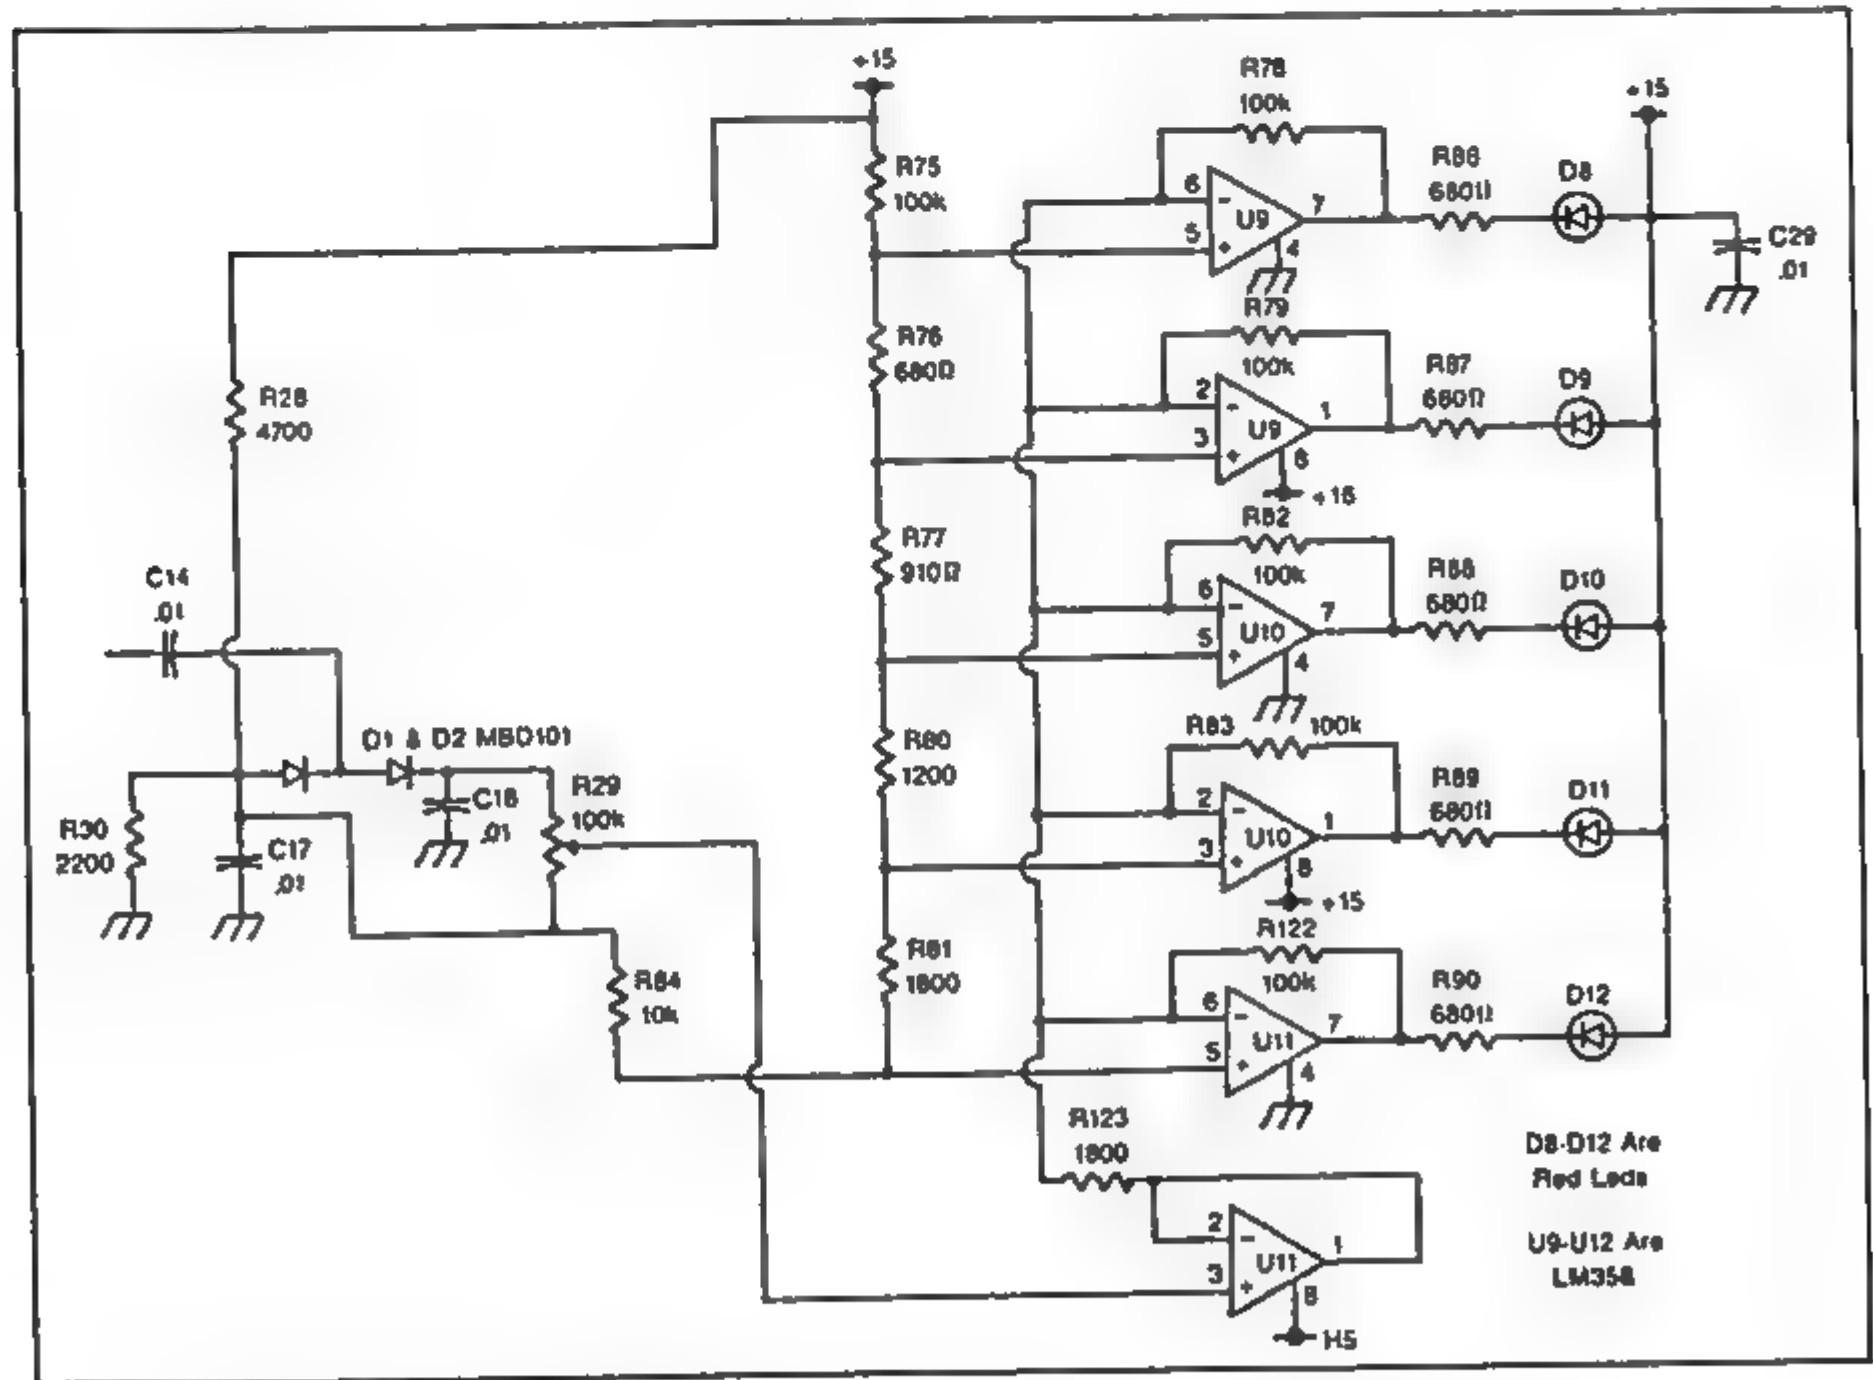 +15
R78
100k
+15
R75
100k
6
-
U9
7
5
+
4
R86
680Ω
D8
C29
.01
R28
4700
R76
680Ω
R79
100k
2
-
U9
1
3
+
8
R87
680Ω
D9
+15
R77
910Ω
R82
100k
6
-
U10
7
5
+
4
R88
680Ω
D10
C14
.01
D1 & D2 MBD101
R80
1200
R83
100k
2
-
U10
1
3
+
8
+15
R89
680Ω
D11
R30
2200
C17
.01
C18
.01
R29
100k
R84
10k
R81
1800
R122
100k
6
-
U11
7
5
+
4
R90
680Ω
D12
R123
1800
2
-
U11
1
3
+
8
H5
D8-D12 Are
Red Leds
U9-U12 Are
LM358